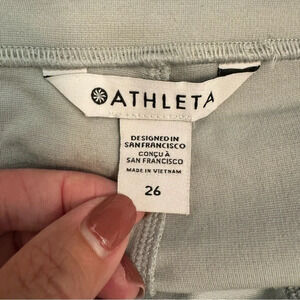 ATHLETA
DESIGNED IN
SAN FRANCISCO
CONÇU À
SAN FRANCISCO
MADE IN VIETNAM
26